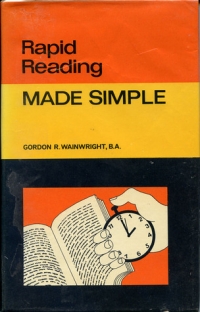 Rapid
Reading
MADE SIMPLE
GORDON R. WAINWRIGHT, B.A.